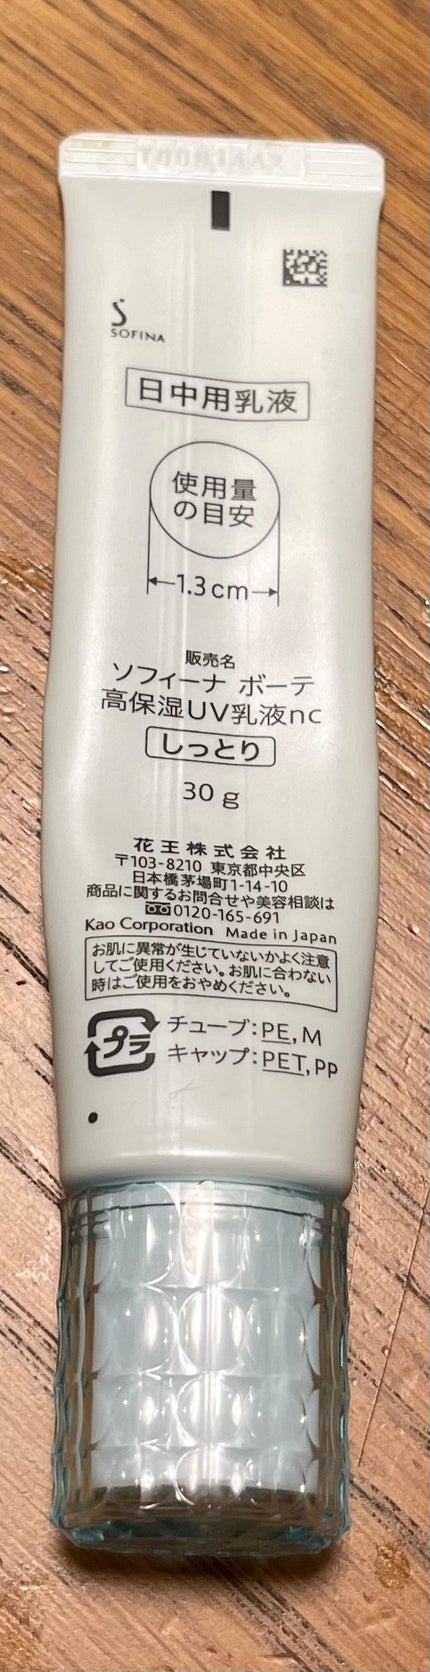 SOFINA
日中用乳液
使用量
の目安
1.3cm
販売名
ソフィーナ ボーテ
高保湿UV乳液nc
しっとり
30g
花王株式会社
〒103-8210 東京都中央区
日本橋茅場町1-14-10
商品に関するお問合せや美容相談は
0120-165-691
Kao Corporation Made in Japan
お肌に異常が生じていないかよく注意
してご使用ください。お肌に合わない
時はご使用をおやめください。
プラ
チューブ:PE, M
キャップ:PET, PP